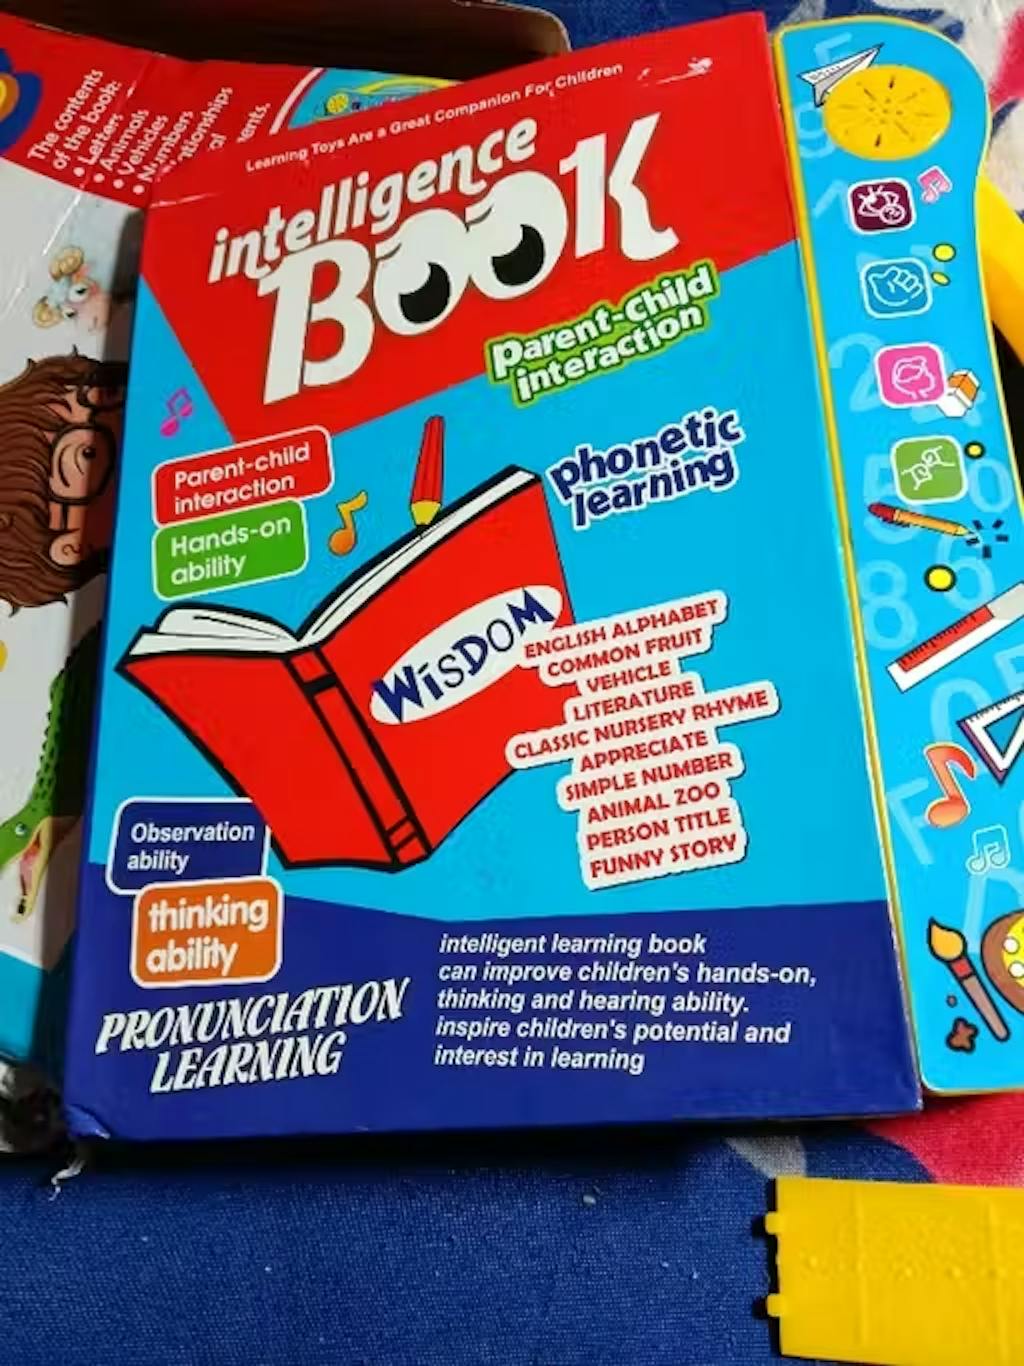 The contents
of the book:
• Letters
• Animals
• Vehicles
• Numbers
Learning Toys Are a Great Companion For Children
intelligence
BOOK
Parent-child
interaction
phonetic
learning
Parent-child
interaction
Hands-on
ability
WisDOM
ENGLISH ALPHABET
COMMON FRUIT
VEHICLE
LITERATURE
CLASSIC NURSERY RHYME
APPRECIATE
SIMPLE NUMBER
ANIMAL ZOO
PERSON TITLE
FUNNY STORY
Observation
ability
thinking
ability
PRONUNCIATION
LEARNING
intelligent learning book
can improve children's hands-on,
thinking and hearing ability.
inspire children's potential and
interest in learning